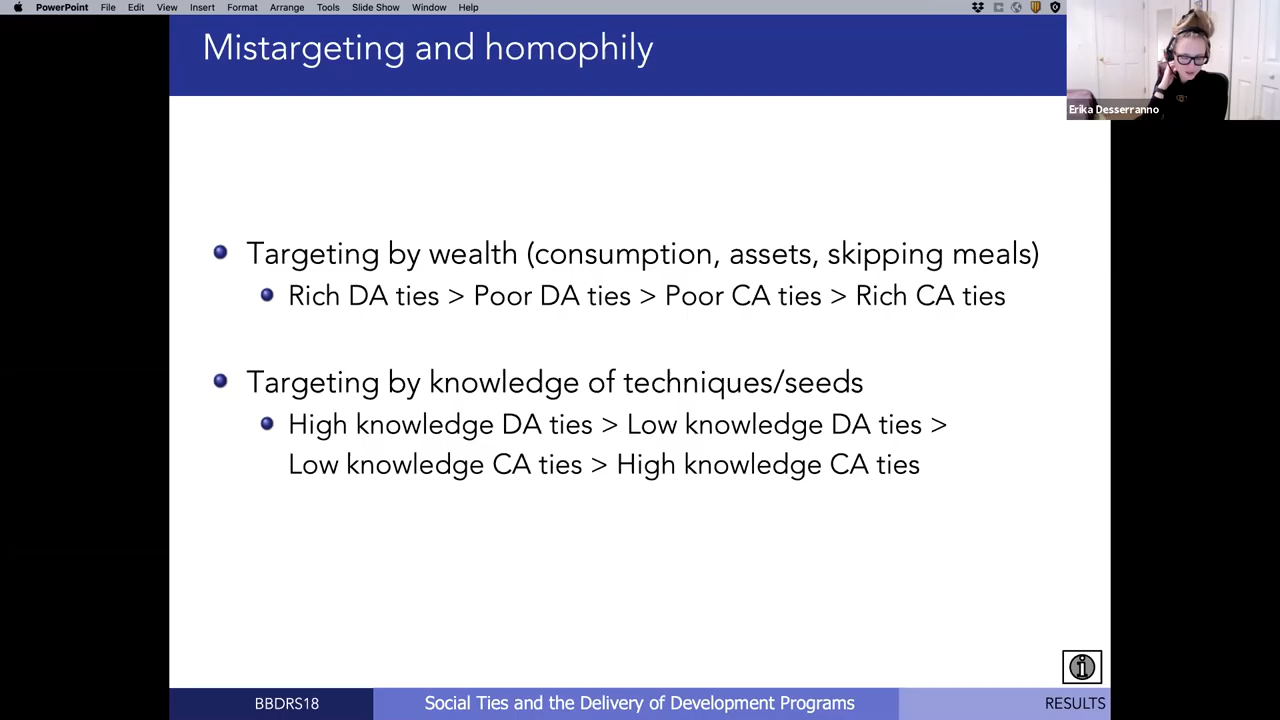 PowerPoint File Edit View Insert Format Arrange Tools Slide Show Window Help
Mistargeting and homophily
Erika Desserranno
Targeting by wealth (consumption, assets, skipping meals)
Rich DA ties > Poor DA ties > Poor CA ties > Rich CA ties
Targeting by knowledge of techniques/seeds
High knowledge DA ties > Low knowledge DA ties >
Low knowledge CA ties > High knowledge CA ties
BBDRS18 Social Ties and the Delivery of Development Programs RESULTS